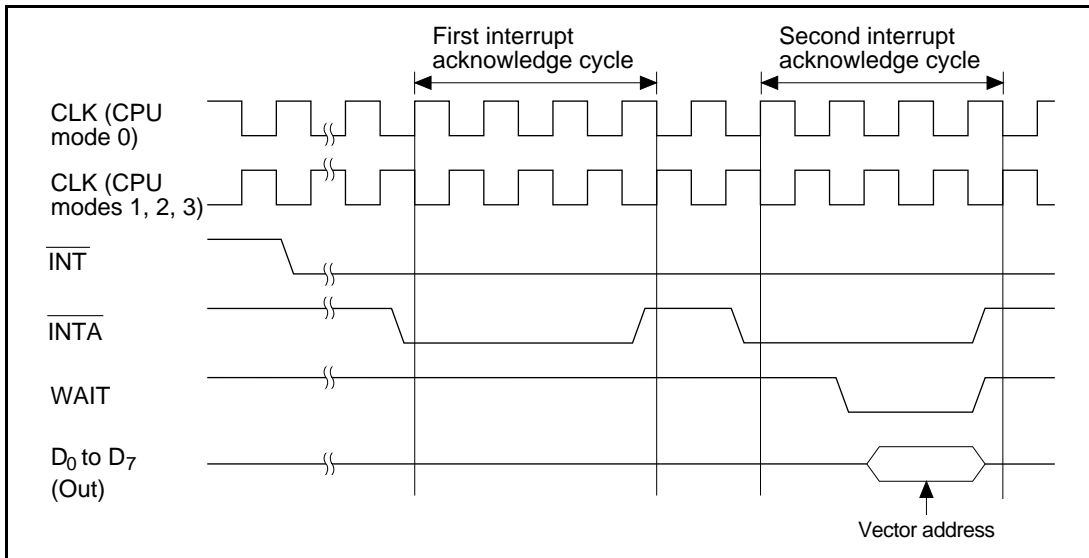 First interrupt
acknowledge cycle
Second interrupt
acknowledge cycle
CLK (CPU
mode 0)
CLK (CPU
modes 1, 2, 3)
INT
INTA
WAIT
D0 to D7
(Out)
Vector address